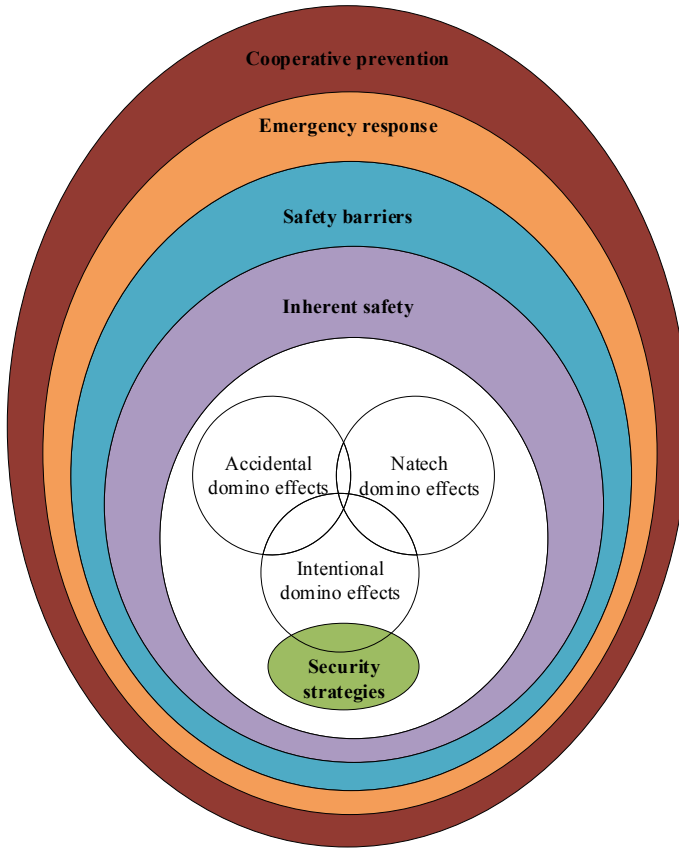 Cooperative prevention
Emergency response
Safety barriers
Inherent safety
Accidental
domino effects
Natech
domino effects
Intentional
domino effects
Security
strategies